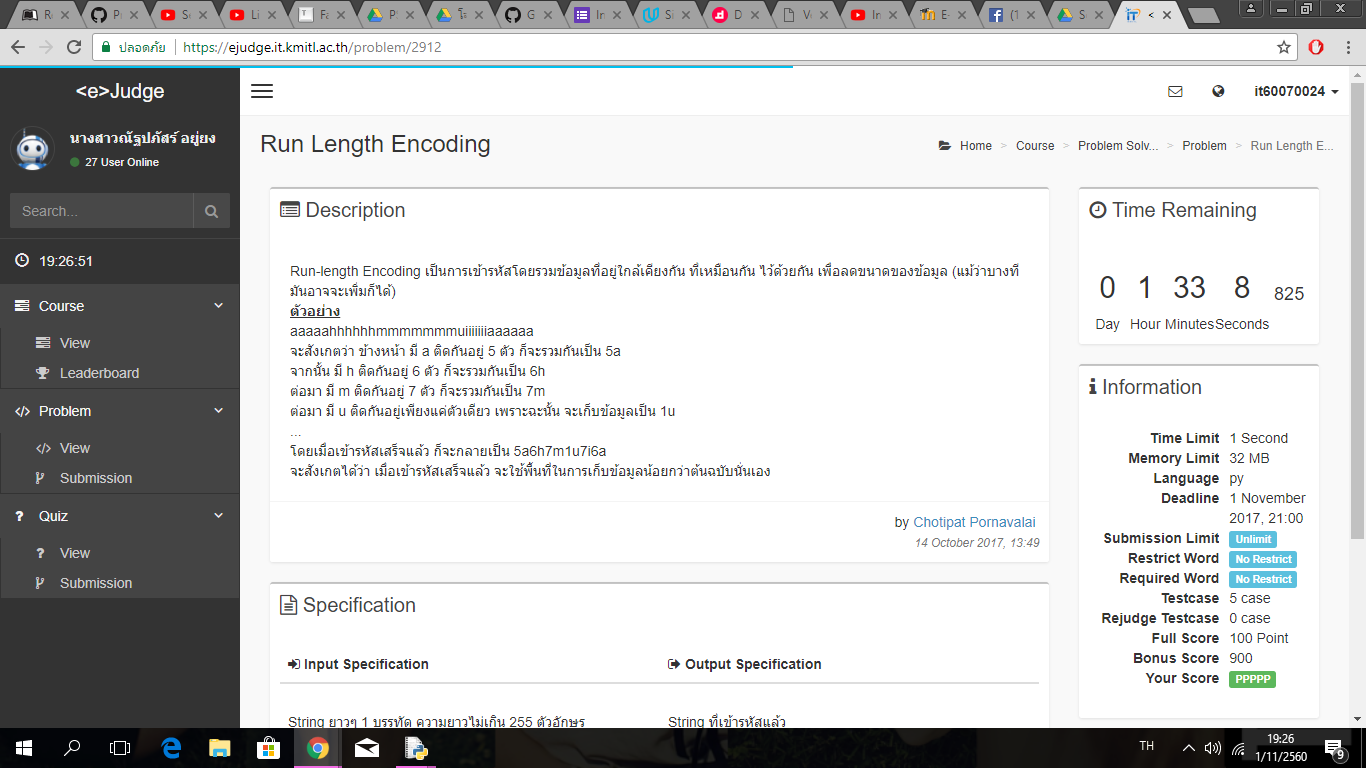 ปลอดภัย
https://ejudge.it.kmitl.ac.th/problem/2912
<e>Judge
it60070024
นางสาวณัฐปภัสร์ อยู่ยง
27 User Online
Search...
19:26:51
Course
View
Leaderboard
Problem
View
Submission
Quiz
View
Submission
Run Length Encoding
Home > Course > Problem Solv... > Problem > Run Length E...
Description
Run-length Encoding เป็นการเข้ารหัสโดยรวมข้อมูลที่อยู่ใกล้เคียงกัน ที่เหมือนกัน ไว้ด้วยกัน เพื่อลดขนาดของข้อมูล (แม้ว่าบางที
มันอาจจะเพิ่มก็ได้)
ตัวอย่าง
aaaaahhhhhhmmmmmmmuiiiiiiiaaaaaa
จะสังเกตว่า ข้างหน้า มี a ติดกันอยู่ 5 ตัว ก็จะรวมกันเป็น 5a
จากนั้น มี h ติดกันอยู่ 6 ตัว ก็จะรวมกันเป็น 6h
ต่อมา มี m ติดกันอยู่ 7 ตัว ก็จะรวมกันเป็น 7m
ต่อมา มี u ติดกันอยู่เพียงแค่ตัวเดียว เพราะฉะนั้น จะเก็บข้อมูลเป็น 1u
...
โดยเมื่อเข้ารหัสเสร็จแล้ว ก็จะกลายเป็น 5a6h7m1u7i6a
จะสังเกตได้ว่า เมื่อเข้ารหัสเสร็จแล้ว จะใช้พื้นที่ในการเก็บข้อมูลน้อยกว่าต้นฉบับนั่นเอง
by Chotipat Pornavalai
14 October 2017, 13:49
Specification
Input Specification
Output Specification
String ยาวๆ 1 บรรทัด ความยาวไม่เกิน 255 ตัวอักษร
String ที่เข้ารหัสแล้ว
Time Remaining
0 1 33 8 825
Day Hour Minutes Seconds
Information
Time Limit 1 Second
Memory Limit 32 MB
Language py
Deadline 1 November
2017, 21:00
Submission Limit Unlimit
Restrict Word No Restrict
Required Word No Restrict
Testcase 5 case
Rejudge Testcase 0 case
Full Score 100 Point
Bonus Score 900
Your Score PPPPP
TH
19:26
1/11/2560
9